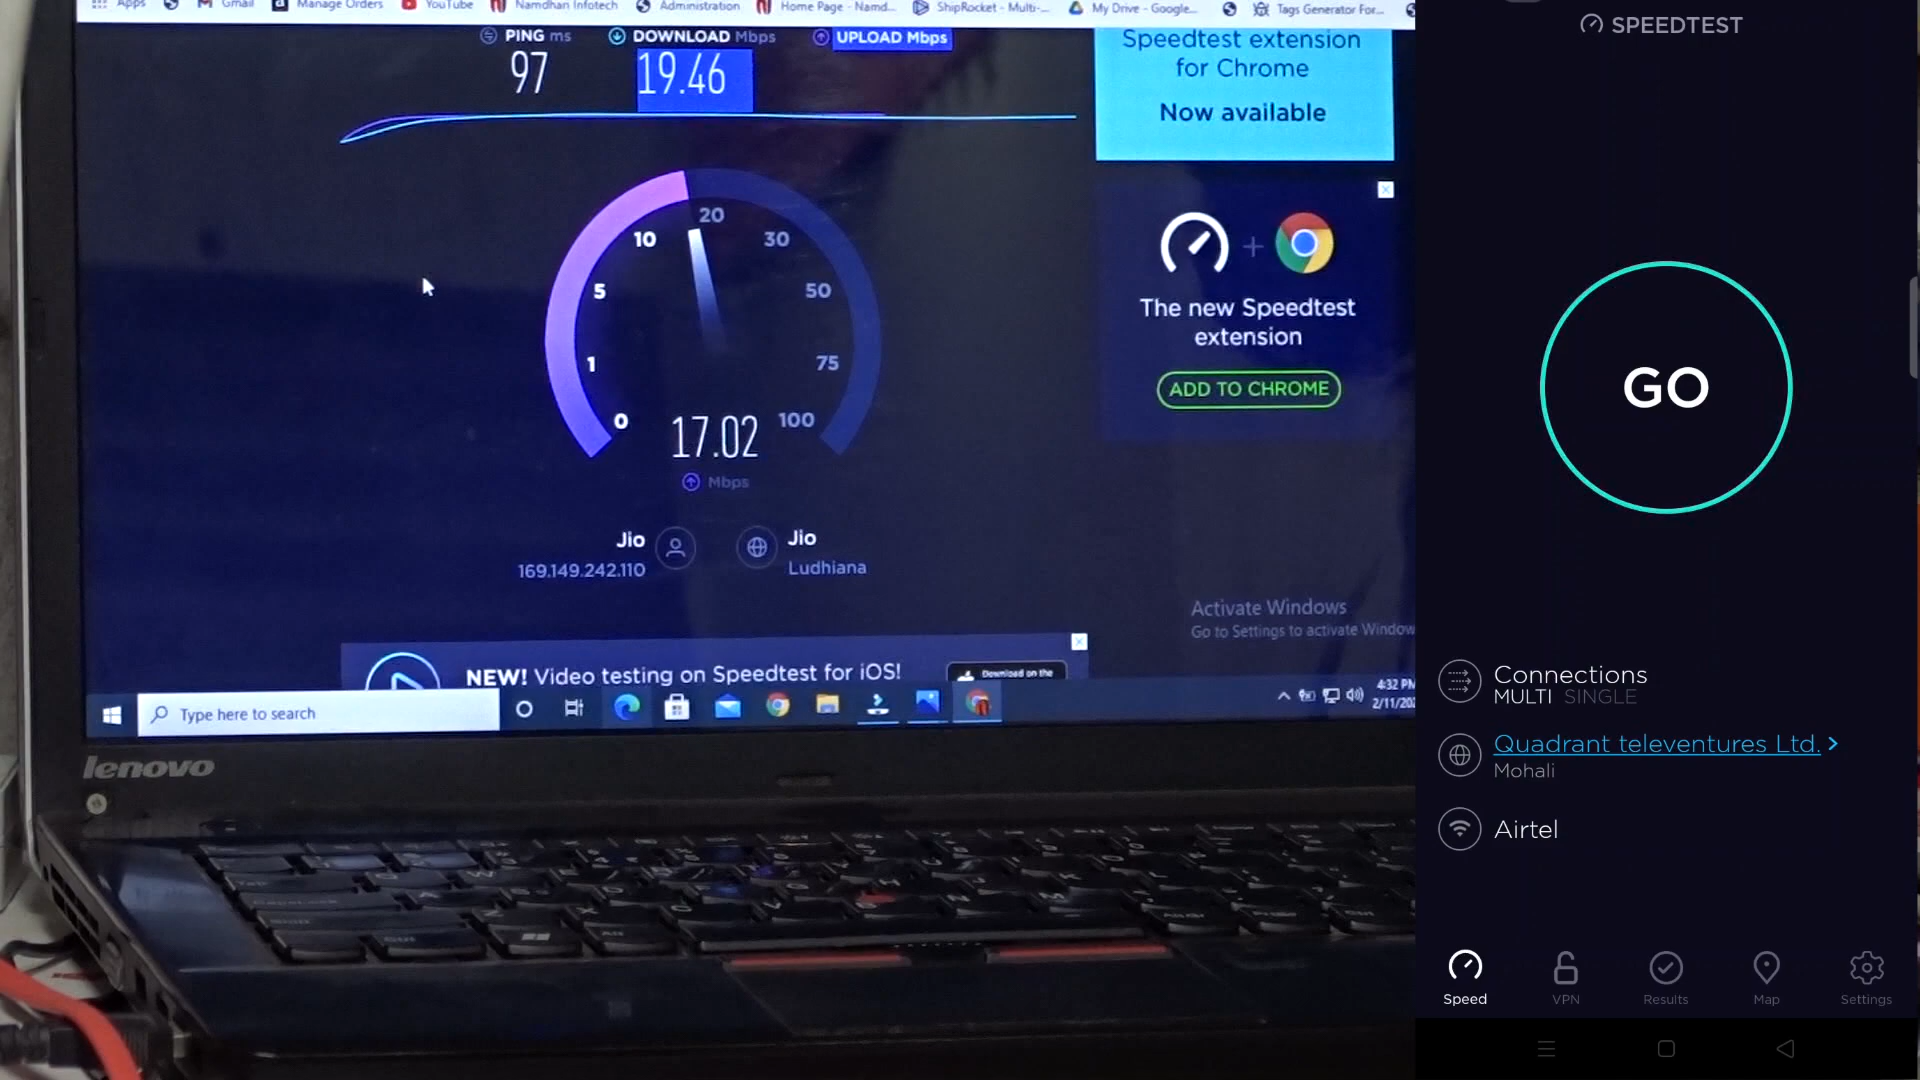 Apps
Gmail
Manage Orders
YouTube
Namdhan Infotech
Administration
Home Page - Namd...
ShipRocket - Multi-...
My Drive - Google...
Tags Generator For...
PING ms
97
DOWNLOAD Mbps
19.46
UPLOAD Mbps
0
1
5
10
20
30
50
75
100
17.02
Mbps
Jio
169.149.242.110
Jio
Ludhiana
Speedtest extension
for Chrome
Now available
The new Speedtest
extension
ADD TO CHROME
Activate Windows
Go to Settings to activate Window
NEW! Video testing on Speedtest for iOS!
Download on the
Type here to search
4:32 PM
lenovo
SPEEDTEST
GO
Connections
MULTI SINGLE
Quadrant televentures Ltd. >
Mohali
Airtel
Speed
VPN
Results
Map
Settings